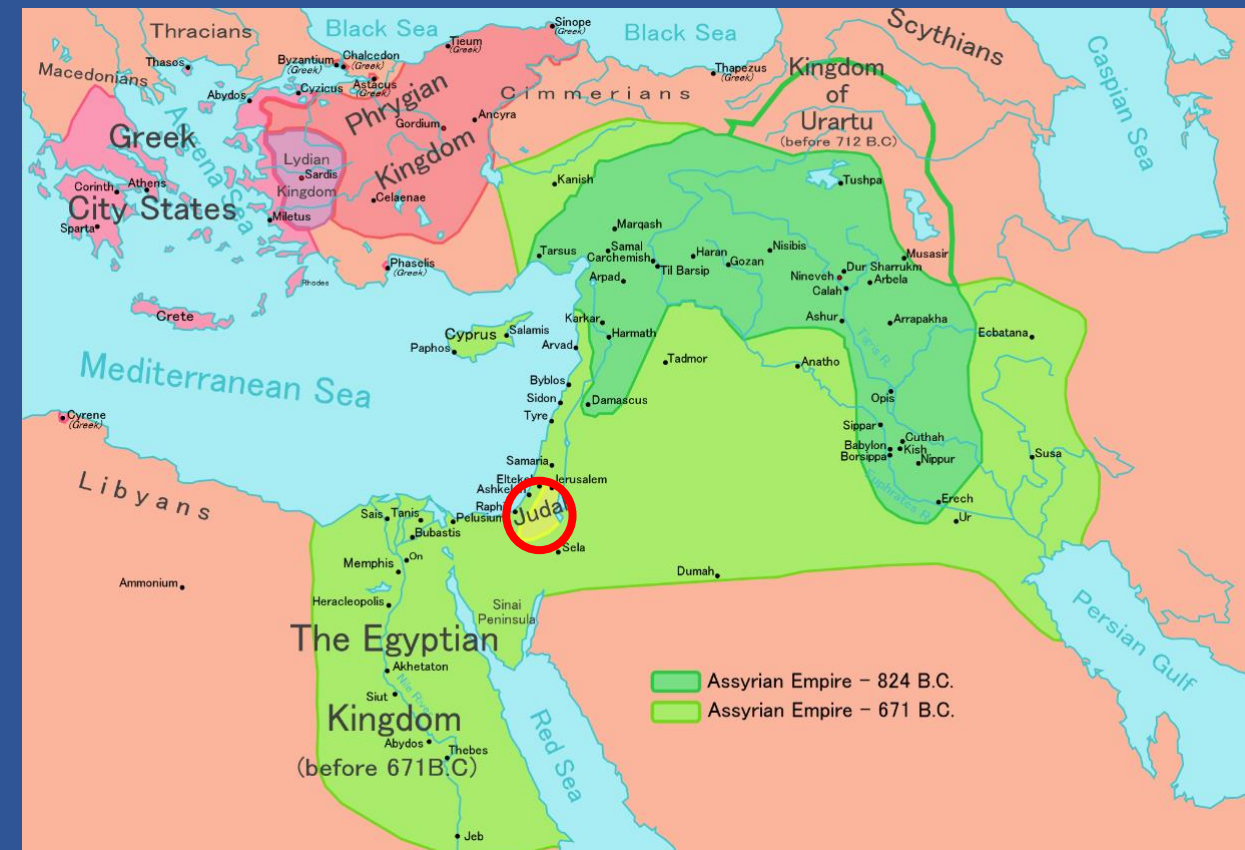 Thracians
Black Sea
Sinope
(Greek)
Black Sea
Scythians
Caspian Sea
Macedonians
Thasos
Byzantium
(Greek)
Chalcedon
(Greek)
Tieum
(Greek)
Abydos
Cyzicus
Astacus
(Greek)
Cimmerians
Thapezus
(Greek)
Kingdom
of
Urartu
(before 712 B.C)
Greek
City States
Corinth
Athens
Sparta
Lydian
Kingdom
Sardis
Miletus
Phrygian
Kingdom
Gordium
Ancyra
Celaenae
Phaselis
(Greek)
Rhodes
Crete
Kanish
Tarsus
Marqash
Samal
Carchemish
Til Barsip
Arpad
Haran
Gozan
Nisibis
Tushpa
Musasir
Dur Sharrukm
Nineveh
Arbela
Calah
Ashur
Arrapakha
Ecbatana
Tigris R.
Karkar
Harmath
Arvad
Cyprus
Salamis
Paphos
Tadmor
Anatho
Mediterranean Sea
Byblos
Sidon
Tyre
Damascus
Opis
Sippar
Cuthah
Babylon
Kish
Borsippa
Nippur
Susa
Cyrene
(Greek)
Libyans
Samaria
Jerusalem
Erech
Ur
Euphrates R.
Sais
Tanis
Pelusium
Bubastis
Sela
On
Memphis
Dumah
Ammonium
Heracleopolis
Sinai
Peninsula
Persian Gulf
The Egyptian
Kingdom
(before 671B.C)
Akhetaton
Siut
Abydos
Thebes
Jeb
Red Sea
Assyrian Empire - 824 B.C.
Assyrian Empire - 671 B.C.